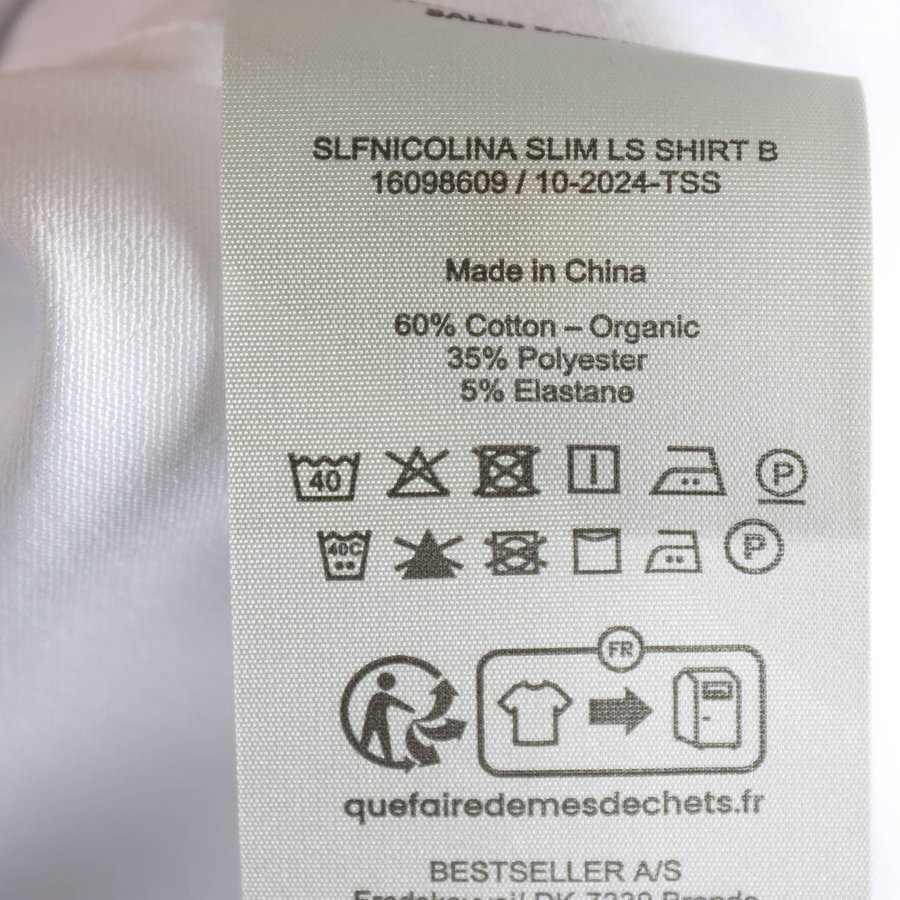 SALES
SLFNICOLINA SLIM LS SHIRT B
16098609 / 10-2024-TSS
Made in China
60% Cotton – Organic
35% Polyester
5% Elastane
40
P
40C
P
FR
quefairedemesdechets.fr
BESTSELLER A/S